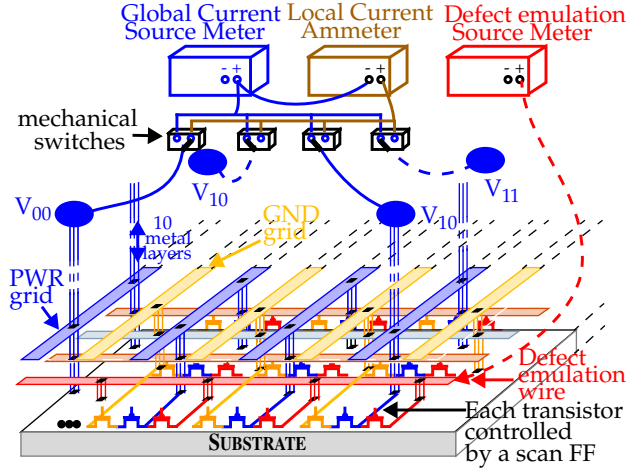 Global Current
Source Meter
Local Current
Ammeter
Defect emulation
Source Meter
- +
- +
- +
mechanical
switches
V10
V11
V00
V10
10
metal
layers
GND
grid
PWR
grid
Defect
emulation
wire
Each transistor
controlled
by a scan FF
SUBSTRATE